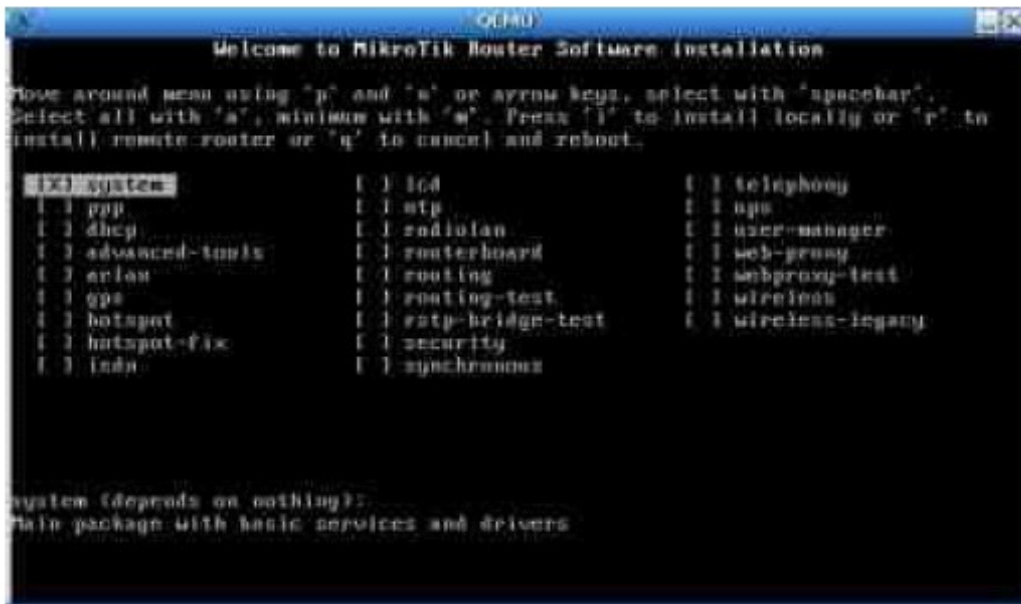 QEMU
Welcome to MikroTik Router Software installation
Move around menu using 'p' and 'n' or arrow keys, select with 'spacebar'.
Select all with 'a', minimum with 'm'. Press 'i' to install locally or 'r' to
install remote router or 'q' to cancel and reboot.
[X] system [ ] lcd [ ] telephony
[ ] ppp [ ] ntp [ ] ups
[ ] dhcp [ ] radiolan [ ] user-manager
[ ] advanced-tools [ ] routerboard [ ] web-proxy
[ ] arlan [ ] routing [ ] webproxy-test
[ ] gps [ ] routing-test [ ] wireless
[ ] hotspot [ ] rstp-bridge-test [ ] wireless-legacy
[ ] hotspot-fix [ ] security
[ ] isdn [ ] synchronous
system (depends on nothing):
Main package with basic services and drivers